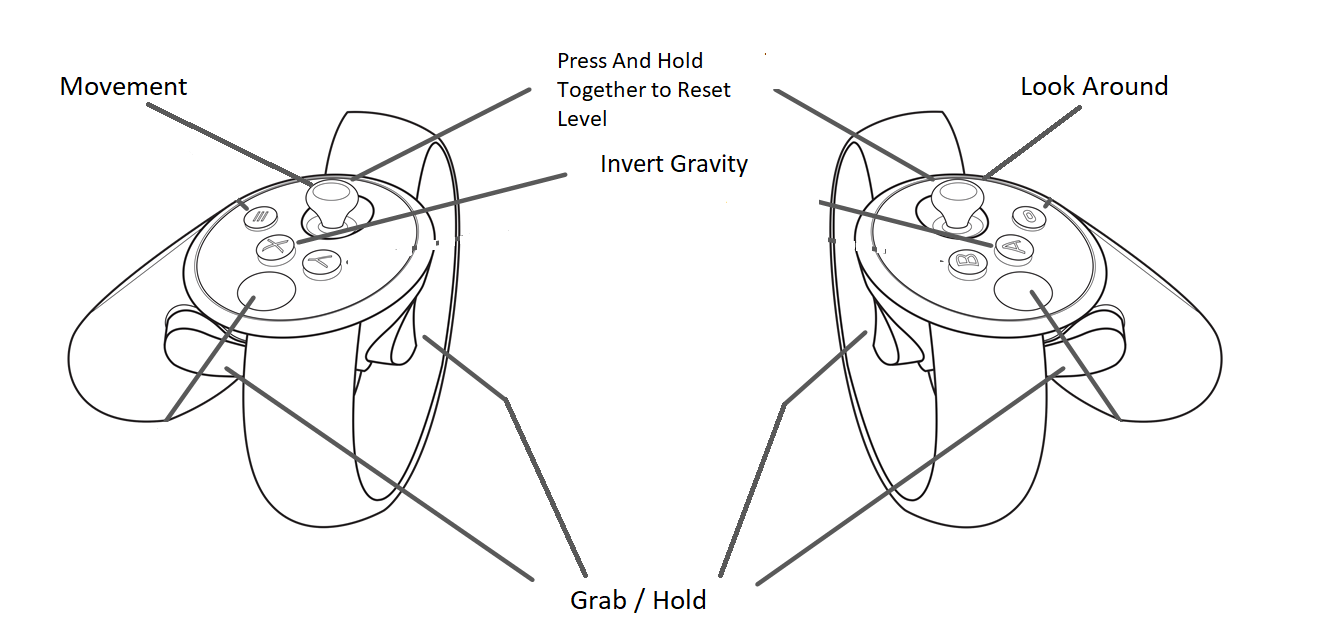 Press And Hold
Together to Reset
Level
Movement
Look Around
Invert Gravity
X
Y
A
B
Grab / Hold